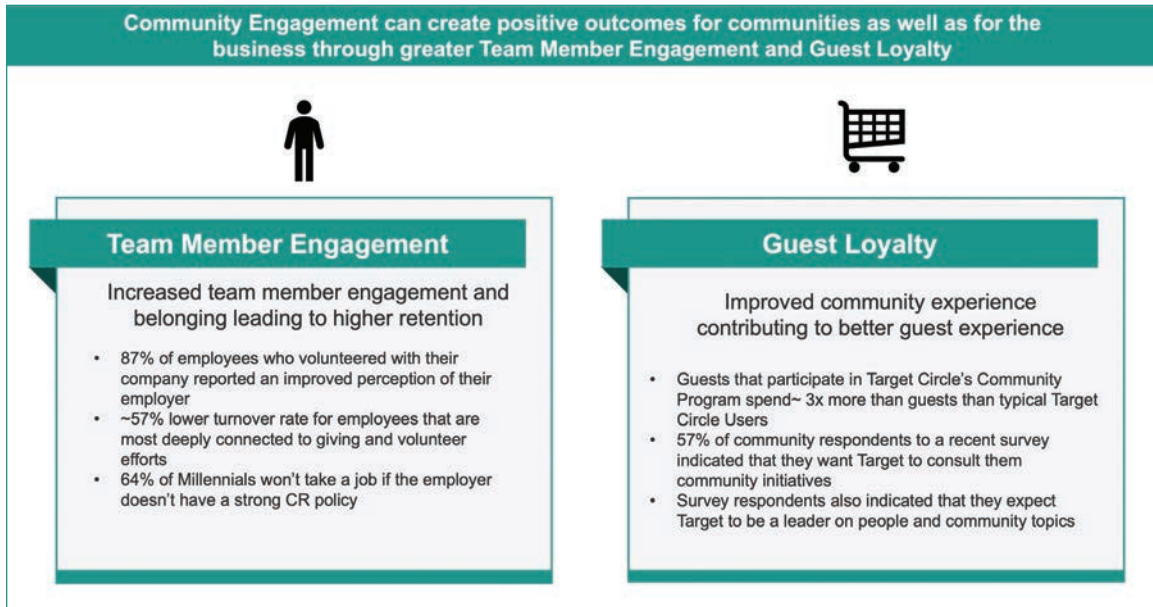 Community Engagement can create positive outcomes for communities as well as for the
business through greater Team Member Engagement and Guest Loyalty
Team Member Engagement
Increased team member engagement and
belonging leading to higher retention
• 87% of employees who volunteered with their
company reported an improved perception of their
employer
• ~57% lower turnover rate for employees that are
most deeply connected to giving and volunteer
efforts
• 64% of Millennials won't take a job if the employer
doesn't have a strong CR policy
Guest Loyalty
Improved community experience
contributing to better guest experience
• Guests that participate in Target Circle's Community
Program spend~ 3x more than guests than typical Target
Circle Users
• 57% of community respondents to a recent survey
indicated that they want Target to consult them
community initiatives
• Survey respondents also indicated that they expect
Target to be a leader on people and community topics